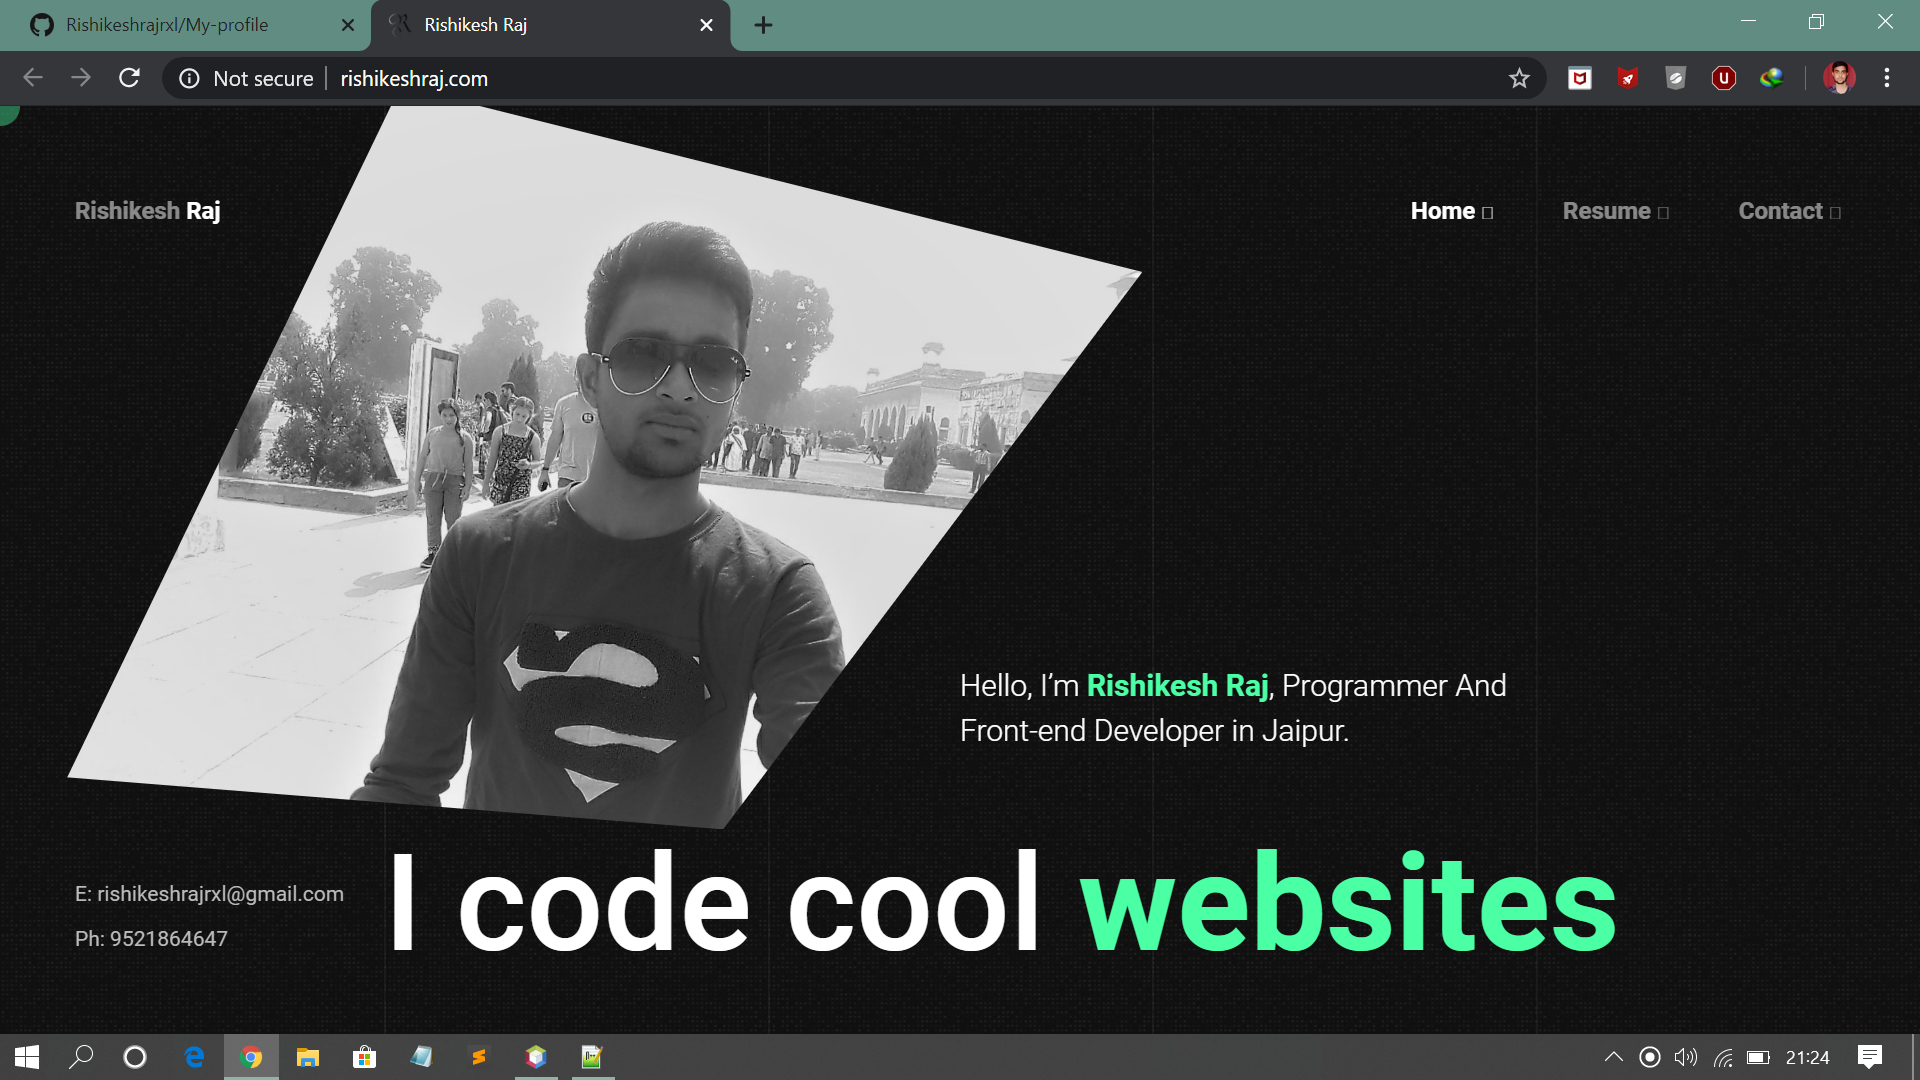 Rishikeshrajrxl/My-profile
Rishikesh Raj
Not secure
rishikeshraj.com
Rishikesh Raj
Home
Resume
Contact
Hello, I’m Rishikesh Raj, Programmer And
Front-end Developer in Jaipur.
I code cool websites
E: rishikeshrajrxl@gmail.com
Ph: 9521864647
21:24